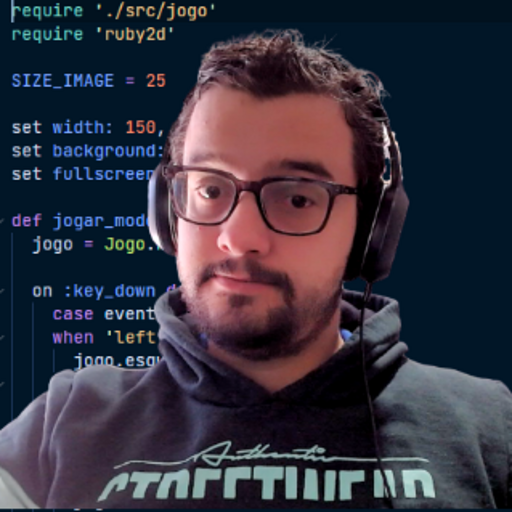 require './src/jogo'
require 'ruby2d'
SIZE_IMAGE = 25
set width: 150,
set background:
set fullscreen
def jogar_mod
jogo = Jogo.
on :key_down d
case event
when 'left
jogo.esqu
Authentic
STREETWEAR